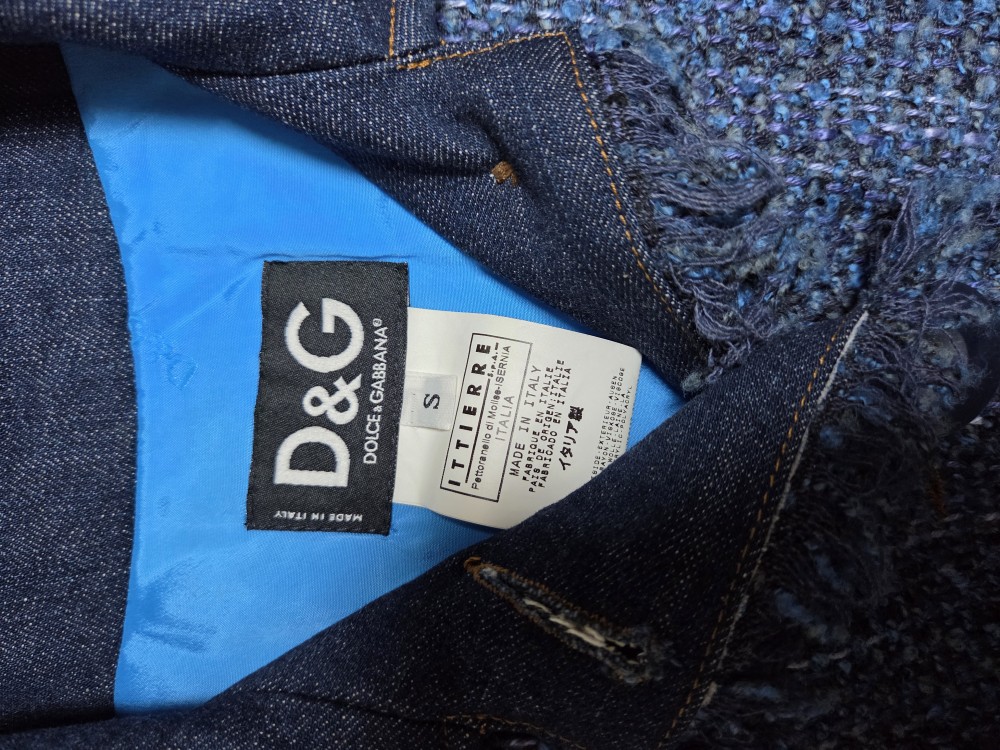 D&G
DOLCE & GABBANA®
MADE IN ITALY
S
ITTIERRE
S.P.A.
Pettoranello di Molise-ISERNIA
ITALIA
MADE IN ITALY
FABRIQUE EN ITALIE
PAIS DE ORIGEN:ITALIE
FABRICADO EN ITALIA
イタリア製